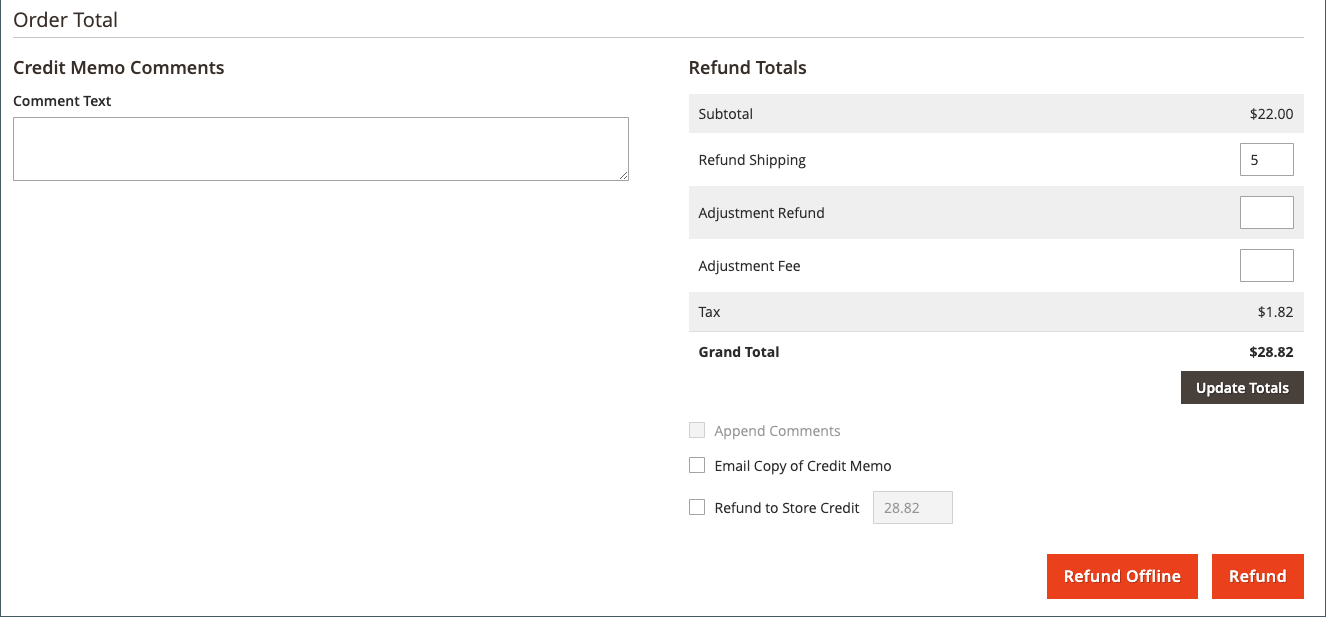 Order Total
Credit Memo Comments
Comment Text
Refund Totals
Subtotal $22.00
Refund Shipping 5
Adjustment Refund
Adjustment Fee
Tax $1.82
Grand Total $28.82
Update Totals
Append Comments
Email Copy of Credit Memo
Refund to Store Credit 28.82
Refund Offline Refund